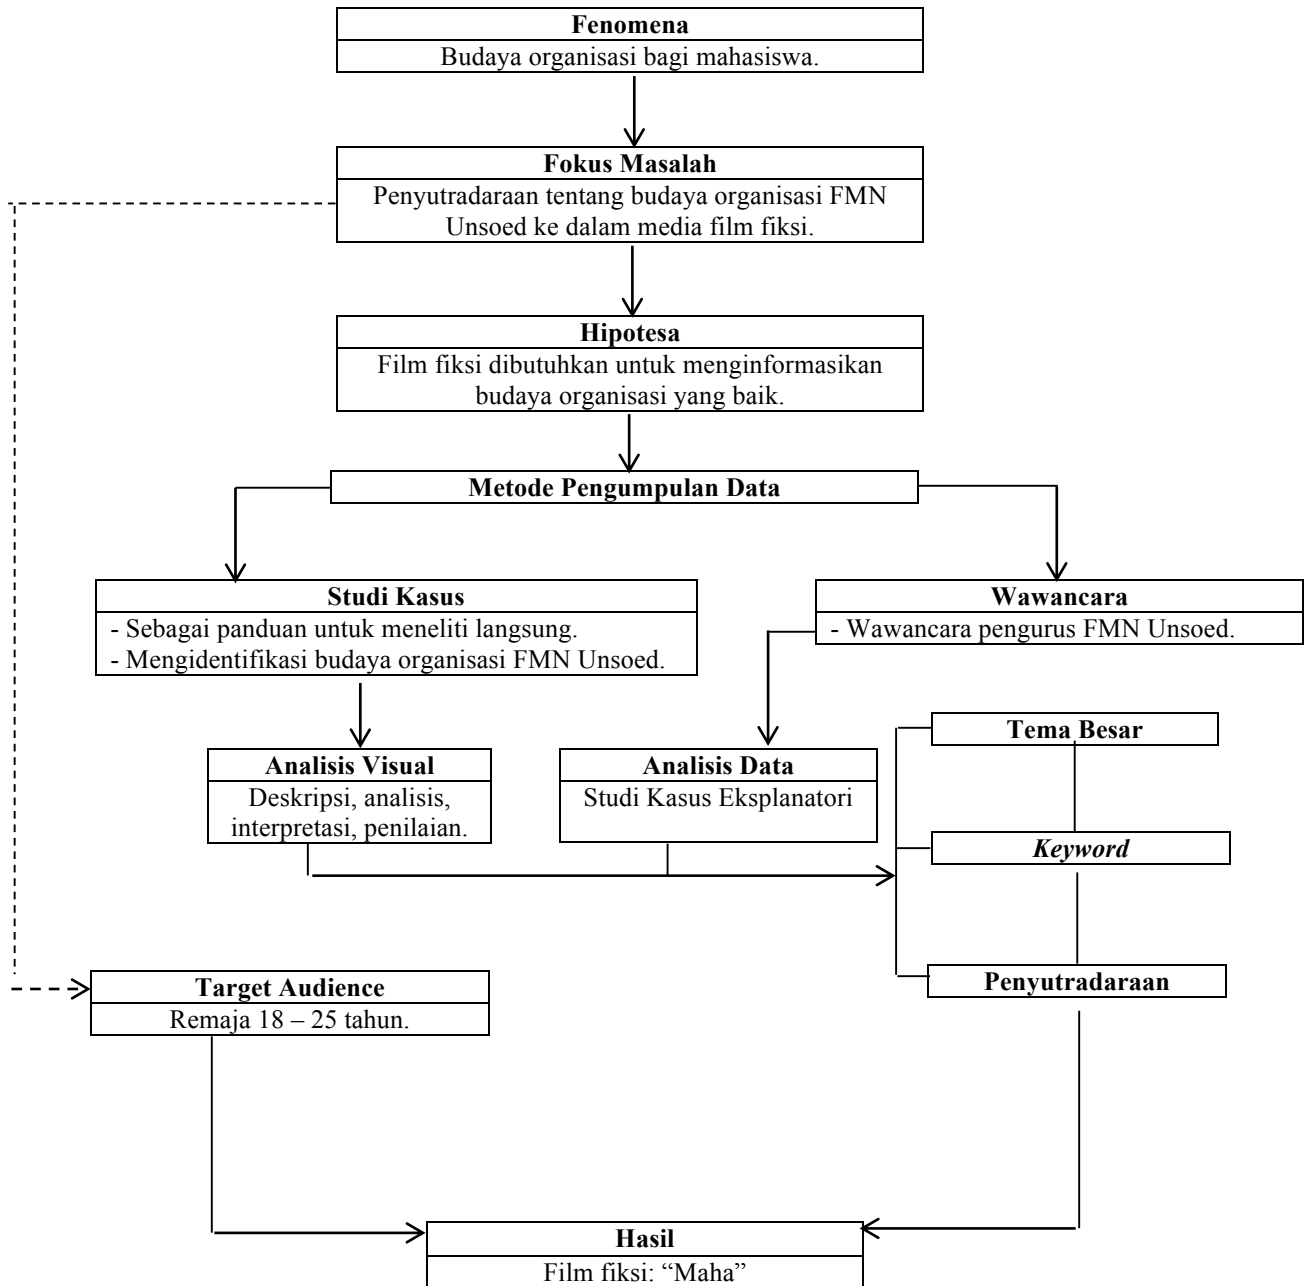 Fenomena
Budaya organisasi bagi mahasiswa.
Fokus Masalah
Penyutradaraan tentang budaya organisasi FMN
Unsoed ke dalam media film fiksi.
Hipotesa
Film fiksi dibutuhkan untuk menginformasikan
budaya organisasi yang baik.
Metode Pengumpulan Data
Studi Kasus
- Sebagai panduan untuk meneliti langsung.
- Mengidentifikasi budaya organisasi FMN Unsoed.
Wawancara
- Wawancara pengurus FMN Unsoed.
Analisis Visual
Deskripsi, analisis,
interpretasi, penilaian.
Analisis Data
Studi Kasus Eksplanatori
Tema Besar
Keyword
Penyutradaraan
Target Audience
Remaja 18 – 25 tahun.
Hasil
Film fiksi: “Maha”